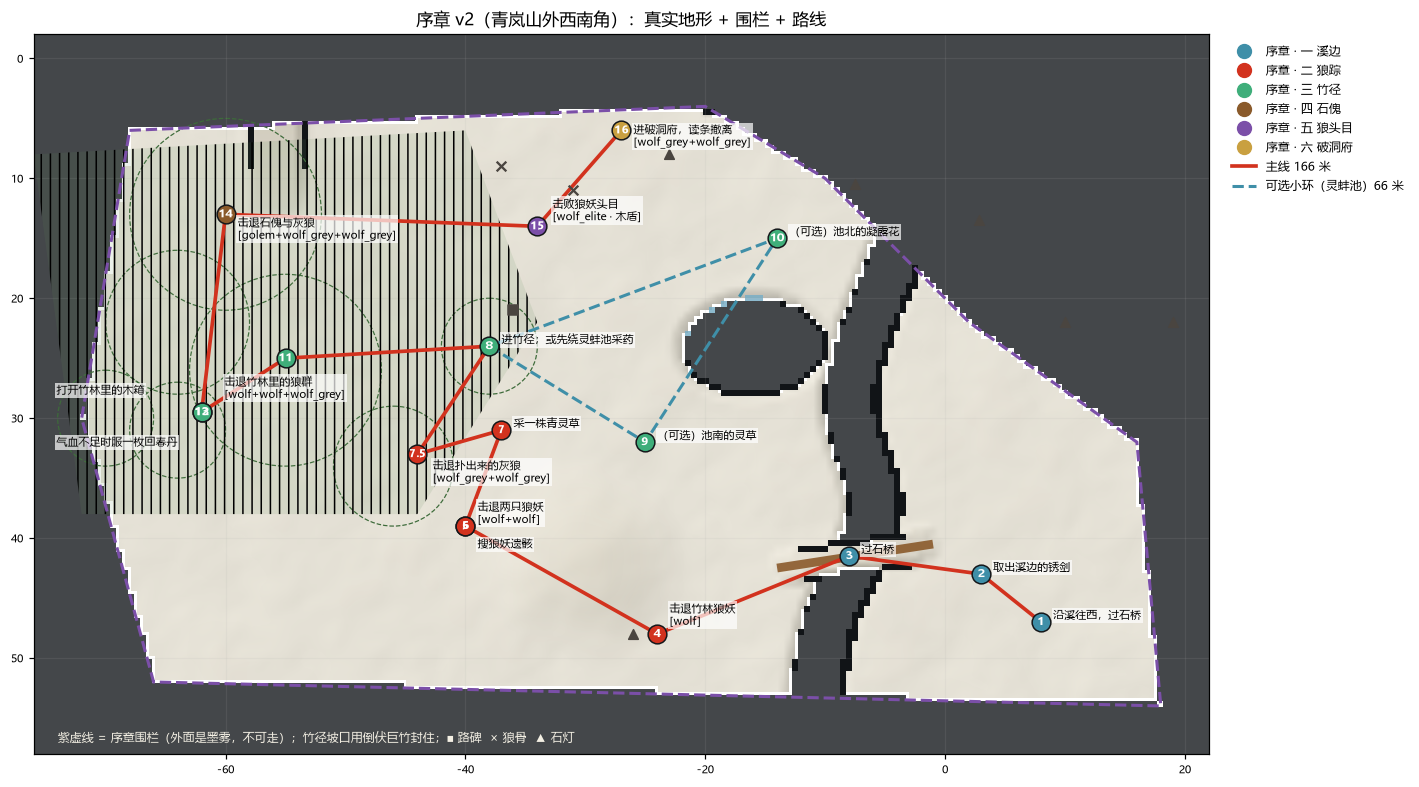 序章 v2（青岚山外西南角）：真实地形 + 围栏 + 路线
序章 · 一 溪边
序章 · 二 狼踪
序章 · 三 竹径
序章 · 四 石傀
序章 · 五 狼头目
序章 · 六 破洞府
主线 166 米
可选小环（灵蚌池）66 米
16
进破洞府，读条撤离
[wolf_grey+wolf_grey]
击败狼妖头目
[wolf_elite · 木盾]
15
14
击退石傀与灰狼
[golem+wolf_grey+wolf_grey]
10
（可选）池北的凝露花
8
进竹径；或先绕灵蚌池采药
11
击退竹林里的狼群
[wolf+wolf+wolf_grey]
打开竹林里的木箱
气血不足时服一枚回春丹
7
采一株青灵草
7.5
击退扑出来的灰狼
[wolf_grey+wolf_grey]
9
（可选）池南的灵草
击退两只狼妖
[wolf+wolf]
搜狼妖遗骸
3
过石桥
2
取出溪边的锈剑
1
沿溪往西，过石桥
击退竹林狼妖
[wolf]
4
紫虚线 = 序章围栏（外面是墨雾，不可走）；竹径坡口用倒伏巨竹封住；■ 路碑 × 狼骨 ▲ 石灯
0
10
20
30
40
50
-60
-40
-20
0
20